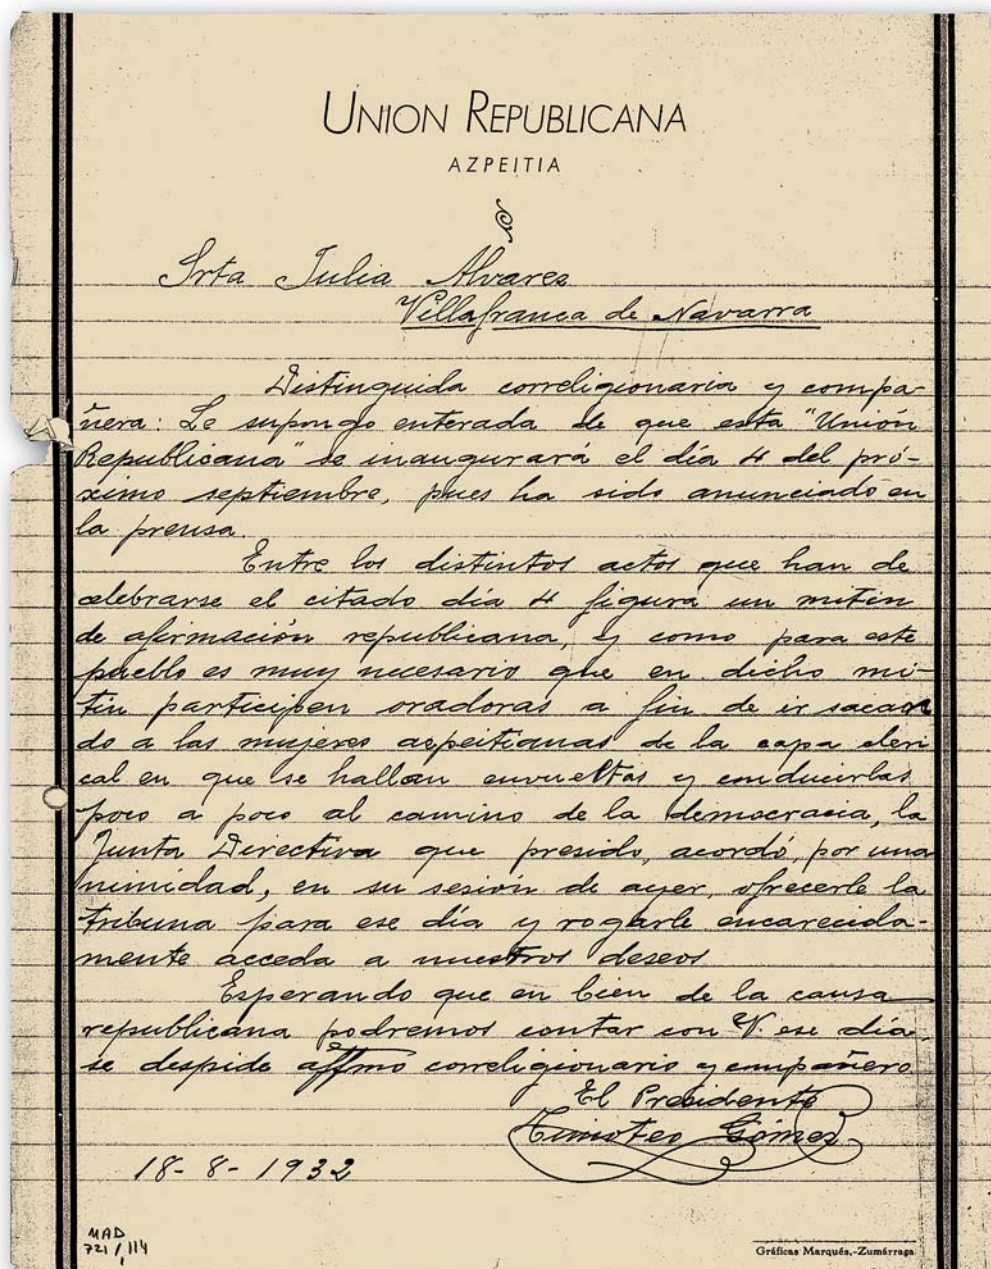 UNION REPUBLICANA
AZPEITIA
Srta Julia Alvarez
Villafranca de Navarra
Distinguida correligionaria y compa-
ñera: Le supongo enterada de que esta "Unión
Republicana" se inaugurará el día 4 del pró-
ximo septiembre, pues ha sido anunciado en
la prensa.
Entre los distintos actos que han de
celebrarse el citado día 4 figura un mitin
de afirmación republicana, y como para este
pueblo es muy necesario que en dicho mi-
tin participen oradoras a fin de ir sacan
do a las mujeres azpeitianas de la capa cleri
cal en que se hallan envueltas y conducirlas
poco a poco al camino de la democracia, la
Junta Directiva que presido, acordó, por una
nimidad, en su sesión de ayer, ofrecerle la
tribuna para ese día y rogarle encarecida-
mente acceda a nuestros deseos
Esperando que en bien de la causa
republicana podremos contar con V. ese día,
se despide affmo correligionario y compañero
El Presidente
Timoteo Gómez
18-8-1932
MAD
721/114
Gráficas Marqués.-Zumárraga